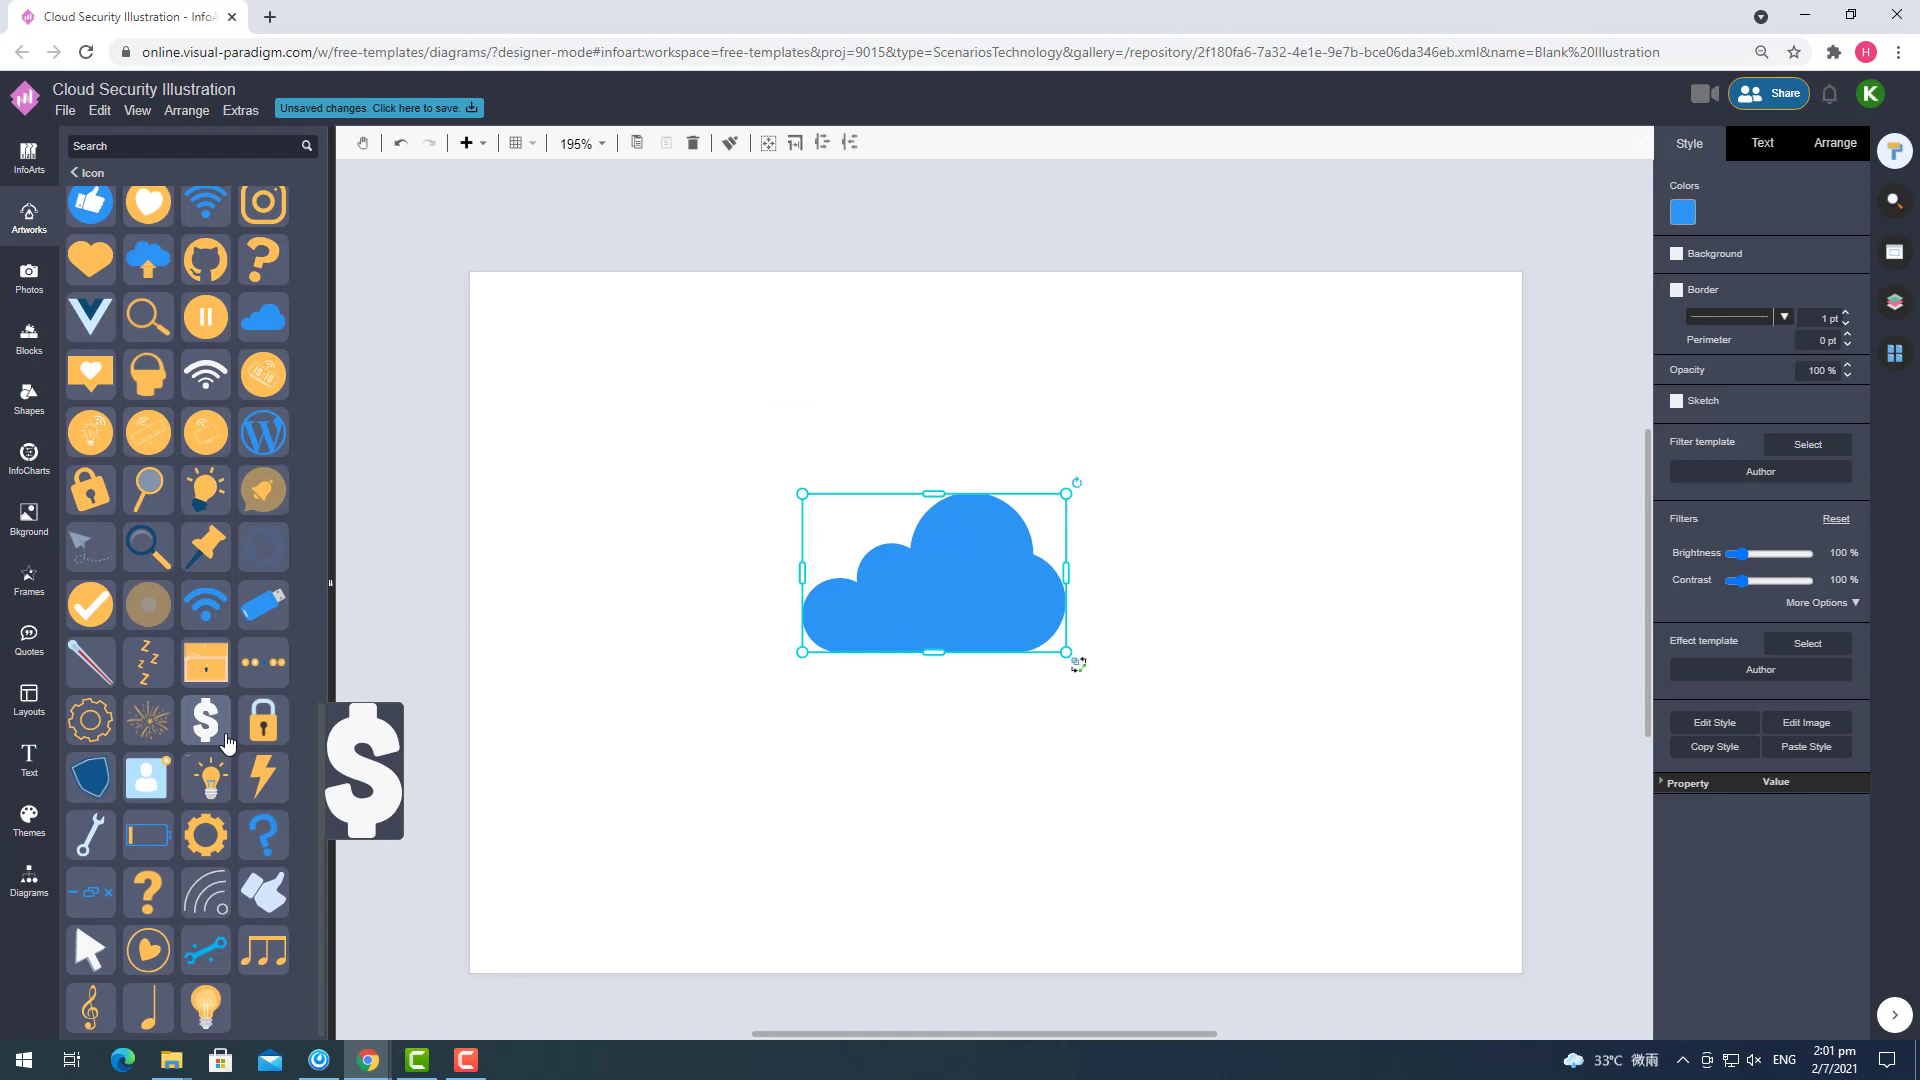 Cloud Security Illustration - InfoA
online.visual-paradigm.com/w/free-templates/diagrams/?designer-mode#infoart:workspace=free-templates&proj=9015&type=ScenariosTechnology&gallery=/repository/2f180fa6-7a32-4e1e-9e7b-bce06da346eb.xml&name=Blank%20Illustration
H
Cloud Security Illustration
File Edit View Arrange Extras
Unsaved changes. Click here to save.
Share
K
InfoArts
Artworks
Photos
Blocks
Shapes
InfoCharts
Bkground
Frames
Quotes
Layouts
Text
Themes
Diagrams
Search
Icon
10:10
195%
Style Text Arrange
Colors
Background
Border
1 pt
Perimeter 0 pt
Opacity 100 %
Sketch
Filter template Select
Author
Filters Reset
Brightness 100 %
Contrast 100 %
More Options
Effect template Select
Author
Edit Style Edit Image
Copy Style Paste Style
Property Value
33°C 微雨
ENG
2:01 pm
2/7/2021